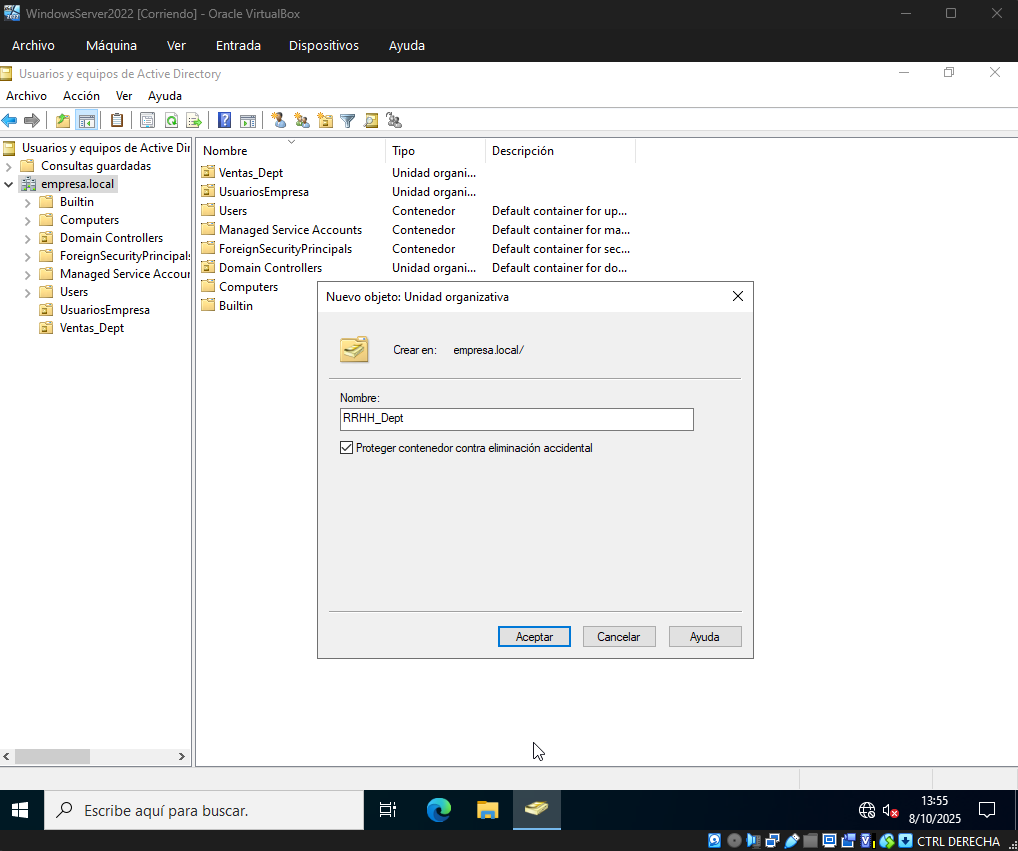 WindowsServer2022 [Corriendo] - Oracle VirtualBox
Archivo Máquina Ver Entrada Dispositivos Ayuda
Usuarios y equipos de Active Directory
Archivo Acción Ver Ayuda
Usuarios y equipos de Active Dir
Consultas guardadas
empresa.local
Builtin
Computers
Domain Controllers
ForeignSecurityPrincipals
Managed Service Accour
Users
UsuariosEmpresa
Ventas_Dept
Nombre Tipo Descripción
Ventas_Dept Unidad organi...
UsuariosEmpresa Unidad organi...
Users Contenedor Default container for up...
Managed Service Accounts Contenedor Default container for ma...
ForeignSecurityPrincipals Contenedor Default container for sec...
Domain Controllers Unidad organi... Default container for do...
Computers
Builtin
Nuevo objeto: Unidad organizativa
Crear en: empresa.local/
Nombre:
RRHH_Dept
Proteger contenedor contra eliminación accidental
Aceptar Cancelar Ayuda
Escribe aquí para buscar.
13:55
8/10/2025
CTRL DERECHA